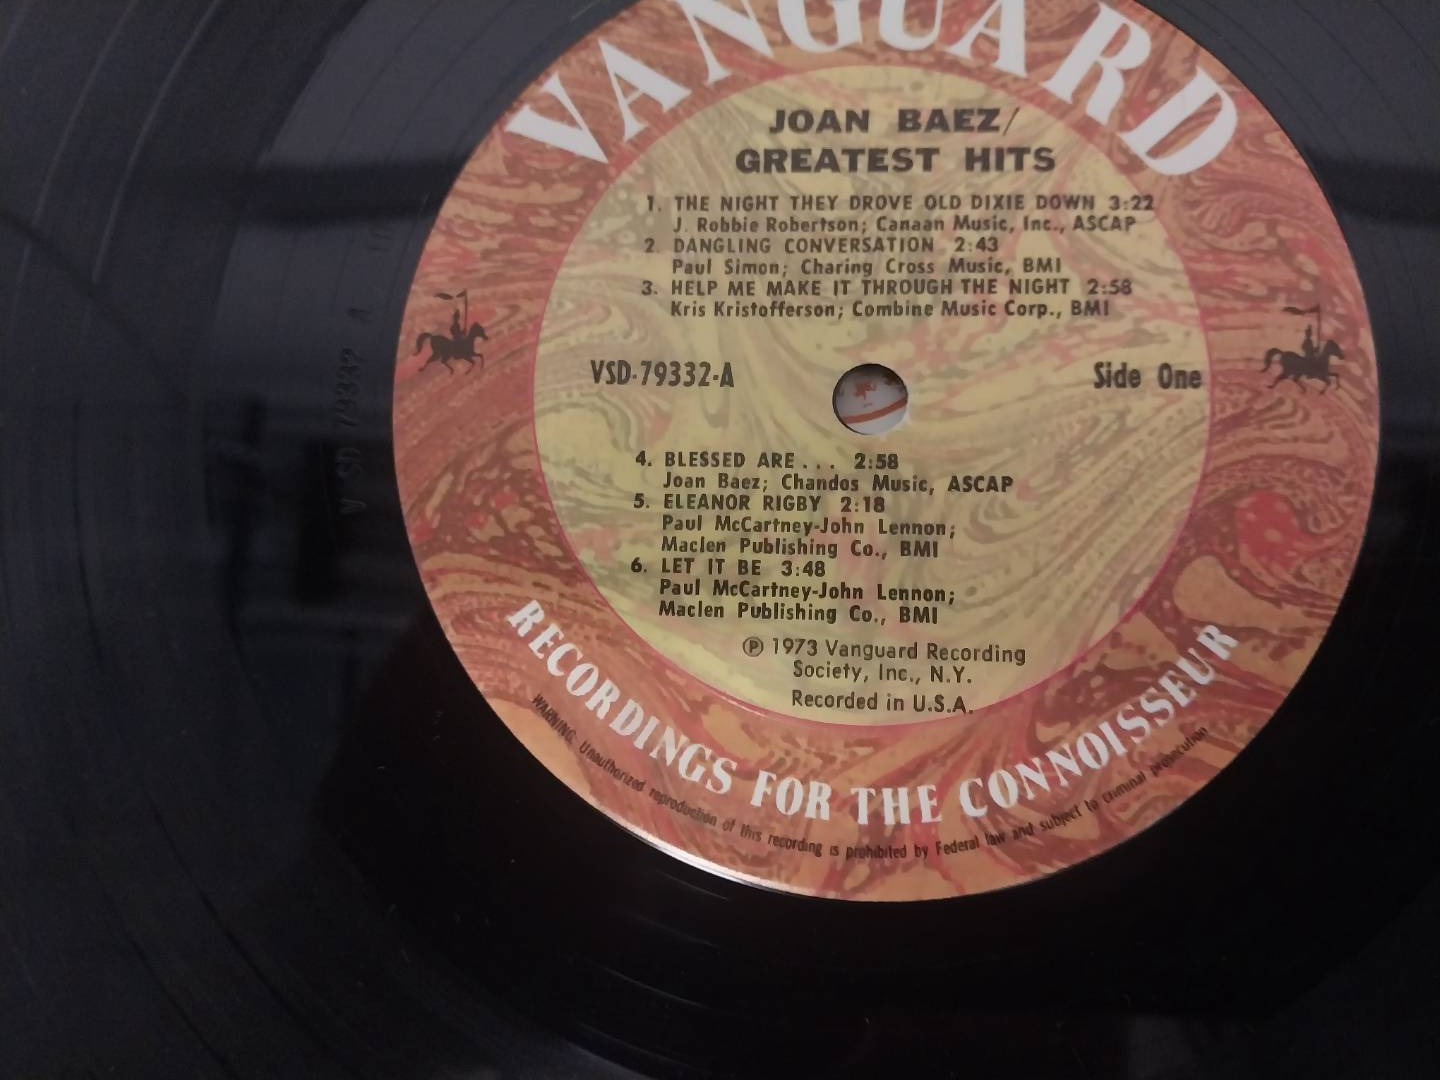 VANGUARD
JOAN BAEZ/
GREATEST HITS
1. THE NIGHT THEY DROVE OLD DIXIE DOWN 3:22
J. Robbie Robertson; Canaan Music, Inc., ASCAP
2. DANGLING CONVERSATION 2:43
Paul Simon; Charing Cross Music, BMI
3. HELP ME MAKE IT THROUGH THE NIGHT 2:58
Kris Kristofferson; Combine Music Corp., BMI
VSD-79332-A
Side One
4. BLESSED ARE... 2:58
Joan Baez; Chandos Music, ASCAP
5. ELEANOR RIGBY 2:18
Paul McCartney-John Lennon;
Maclen Publishing Co., BMI
6. LET IT BE 3:48
Paul McCartney-John Lennon;
Maclen Publishing Co., BMI
℗ 1973 Vanguard Recording
Society, Inc., N.Y.
Recorded in U.S.A.
RECORDINGS FOR THE CONNOISSEUR
WARNING: Unauthorized reproduction of this recording is prohibited by Federal law and subject to criminal prosecution
V SD 79332 A